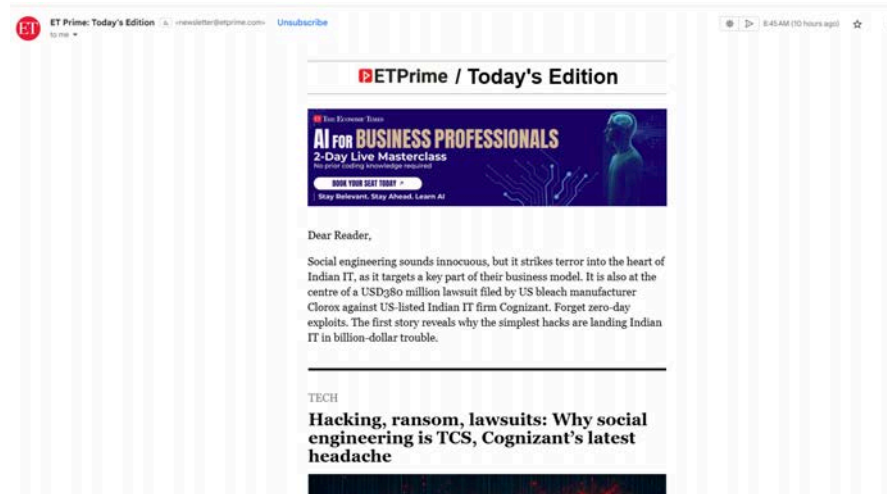 ET Prime: Today's Edition <newsletter@etprime.com> Unsubscribe
to me
8:45 AM (10 hours ago)
ET
ETPrime / Today's Edition
ET The Economic Times
AI FOR BUSINESS PROFESSIONALS
2-Day Live Masterclass
No prior coding knowledge required
BOOK YOUR SEAT TODAY
Stay Relevant. Stay Ahead. Learn AI
Dear Reader,
Social engineering sounds innocuous, but it strikes terror into the heart of
Indian IT, as it targets a key part of their business model. It is also at the
centre of a USD380 million lawsuit filed by US bleach manufacturer
Clorox against US-listed Indian IT firm Cognizant. Forget zero-day
exploits. The first story reveals why the simplest hacks are landing Indian
IT in billion-dollar trouble.
TECH
Hacking, ransom, lawsuits: Why social
engineering is TCS, Cognizant's latest
headache